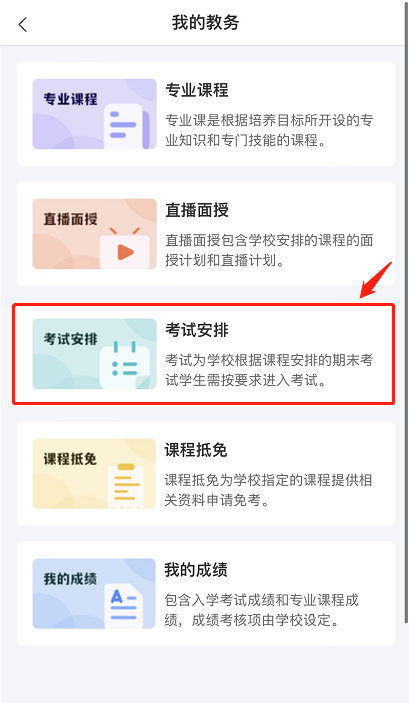 我的教务
专业课程
专业课程
专业课是根据培养目标所开设的专
业知识和专门技能的课程。
直播面授
直播面授
直播面授包含学校安排的课程的面
授计划和直播计划。
考试安排
考试安排
考试为学校根据课程安排的期末考
试学生需按要求进入考试。
课程抵免
课程抵免
课程抵免为学校指定的课程提供相
关资料申请免考。
我的成绩
我的成绩
包含入学考试成绩和专业课程成
绩，成绩考核项由学校设定。